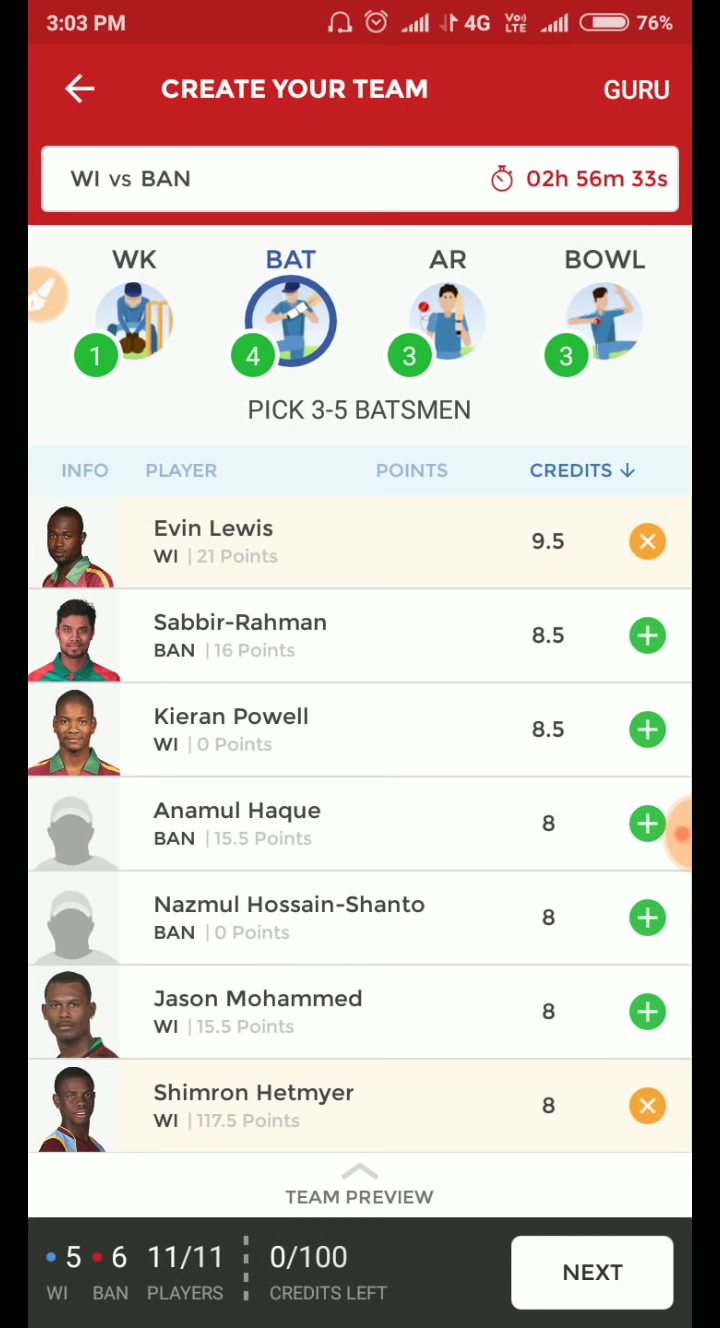 3:03 PM 4G VoD LTE 76%
CREATE YOUR TEAM GURU
WI vs BAN 02h 56m 33s
WK BAT AR BOWL
1 4 3 3
PICK 3-5 BATSMEN
INFO PLAYER POINTS CREDITS ↓
Evin Lewis
WI | 21 Points 9.5
Sabbir-Rahman
BAN | 16 Points 8.5
Kieran Powell
WI | 0 Points 8.5
Anamul Haque
BAN | 15.5 Points 8
Nazmul Hossain-Shanto
BAN | 0 Points 8
Jason Mohammed
WI | 15.5 Points 8
Shimron Hetmyer
WI | 117.5 Points 8
TEAM PREVIEW
5 6 11/11 0/100 NEXT
WI BAN PLAYERS CREDITS LEFT